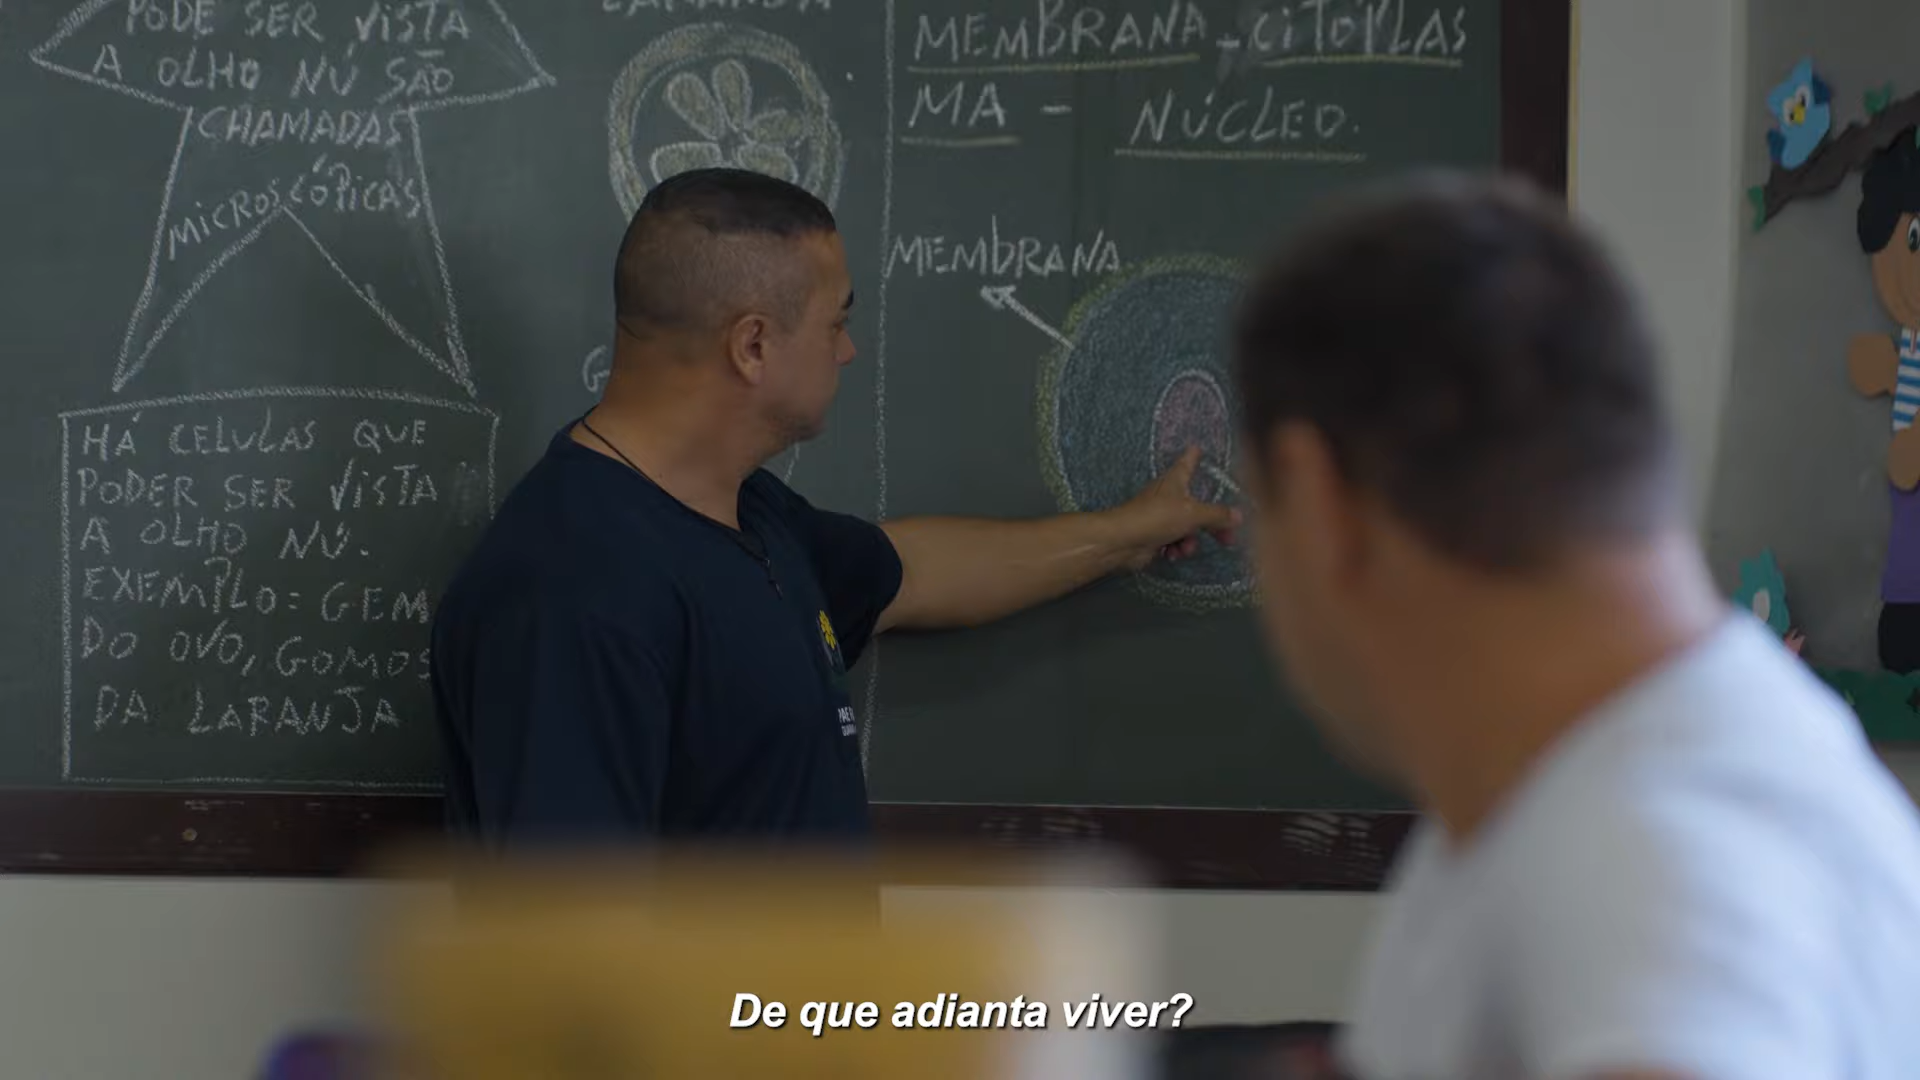 PODE SER VISTA
A OLHO NÚ SÃO
CHAMADAS
MICROSCÓPICAS
HÁ CELULAS QUE
PODER SER VISTA
A OLHO NÚ.
EXEMPLO: GEM
DO OVO, GOMOS
DA LARANJA
MEMBRANA - CITOPLAS
MA - NÚCLEO.
MEMBRANA
De que adianta viver?